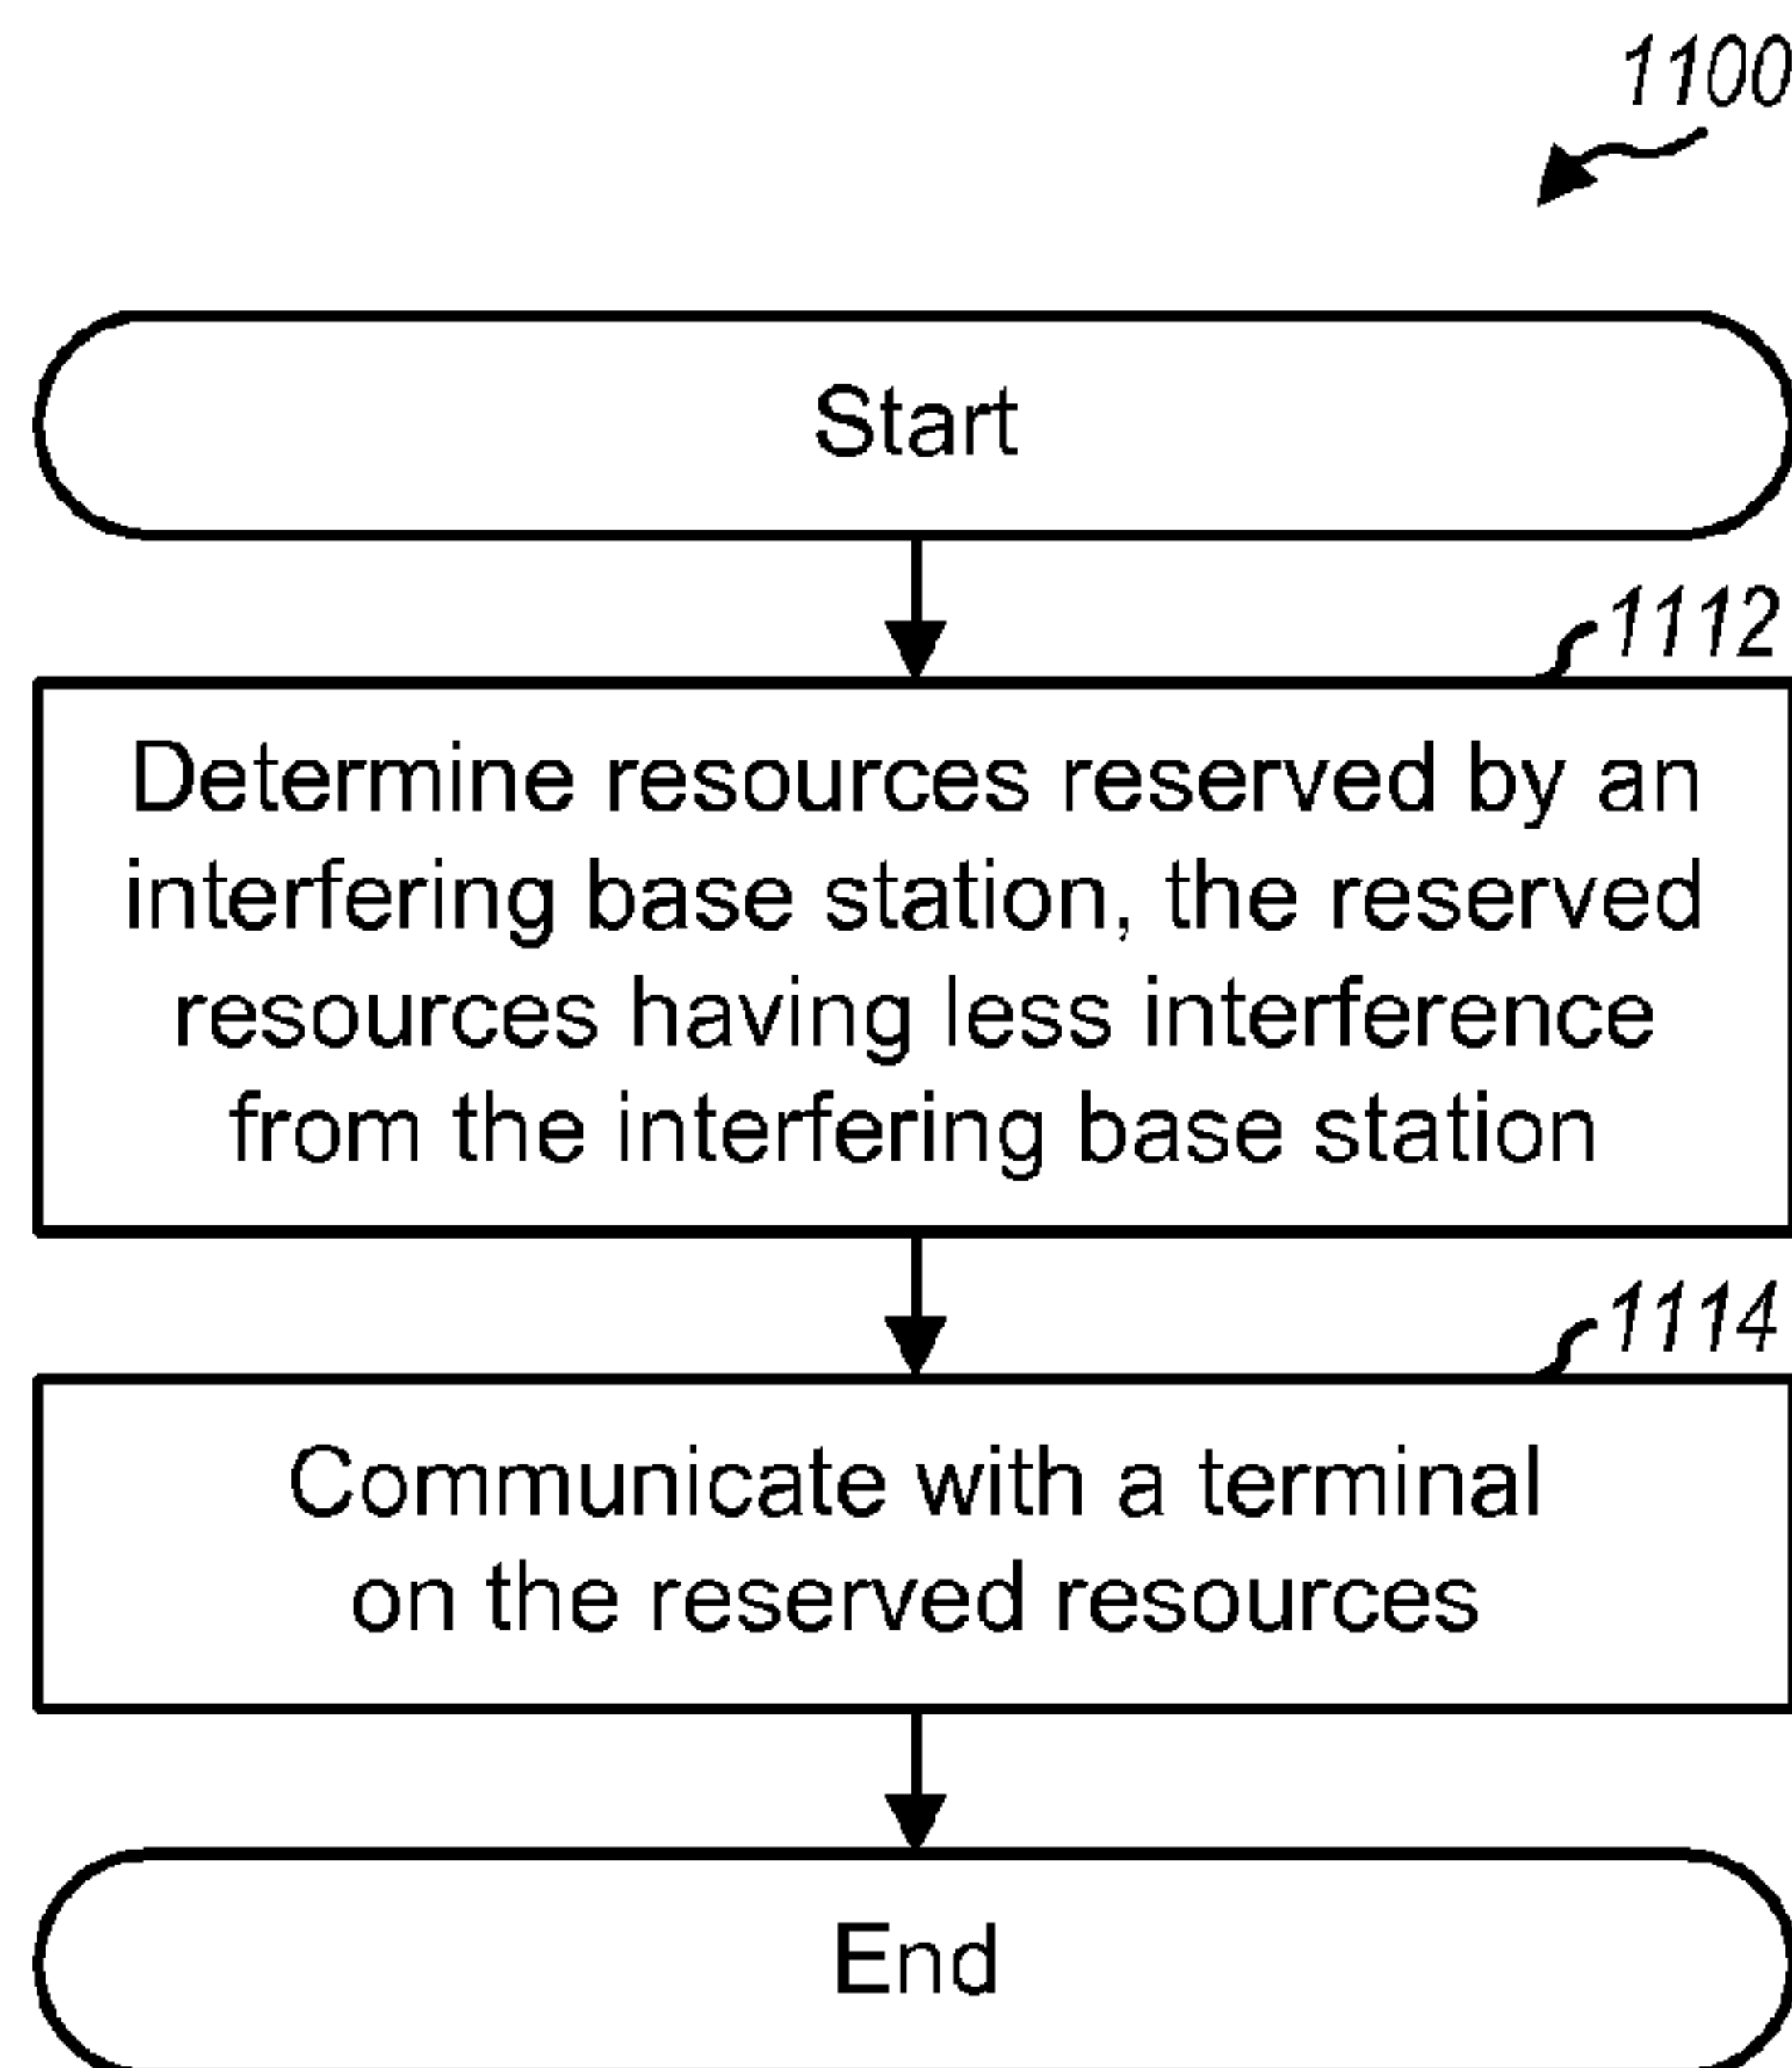 1100
Start
1112
Determine resources reserved by an
interfering base station, the reserved
resources having less interference
from the interfering base station
1114
Communicate with a terminal
on the reserved resources
End